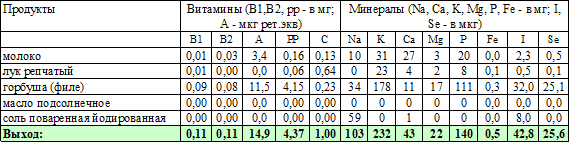 Продукты Витамины (В1,В2, рр - в мг; Минералы (Na, Ca, K, Mg, P, Fe - в мг; I,
А - мкг рет.экв) Se - в мкг)
B1 B2 A РР C Na K Ca Mg P Fe I Se
молоко 0,01 0,03 3,4 0,16 0,13 10 31 27 3 20 0,0 2,3 0,5
лук репчатый 0,01 0,00 0,0 0,06 0,64 0 23 4 2 8 0,1 0,5 0,1
горбуша (филе) 0,09 0,08 11,5 4,15 0,23 34 178 11 17 111 0,3 32,0 25,1
масло подсолнечное 0,00 0,00 0,0 0,00 0,00 0 0 0 0 0 0,0 0,0 0,0
соль поваренная йодированная 0,00 0,00 0,0 0,00 0,00 59 0 1 0 0 0,0 8,0 0,0
Выход: 0,11 0,11 14,9 4,37 1,00 103 232 43 22 140 0,5 42,8 25,6